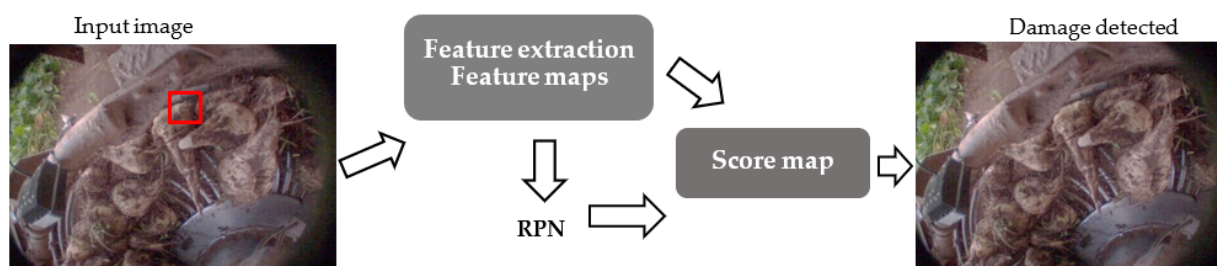 Input image
Feature extraction
Feature maps
RPN
Score map
Damage detected